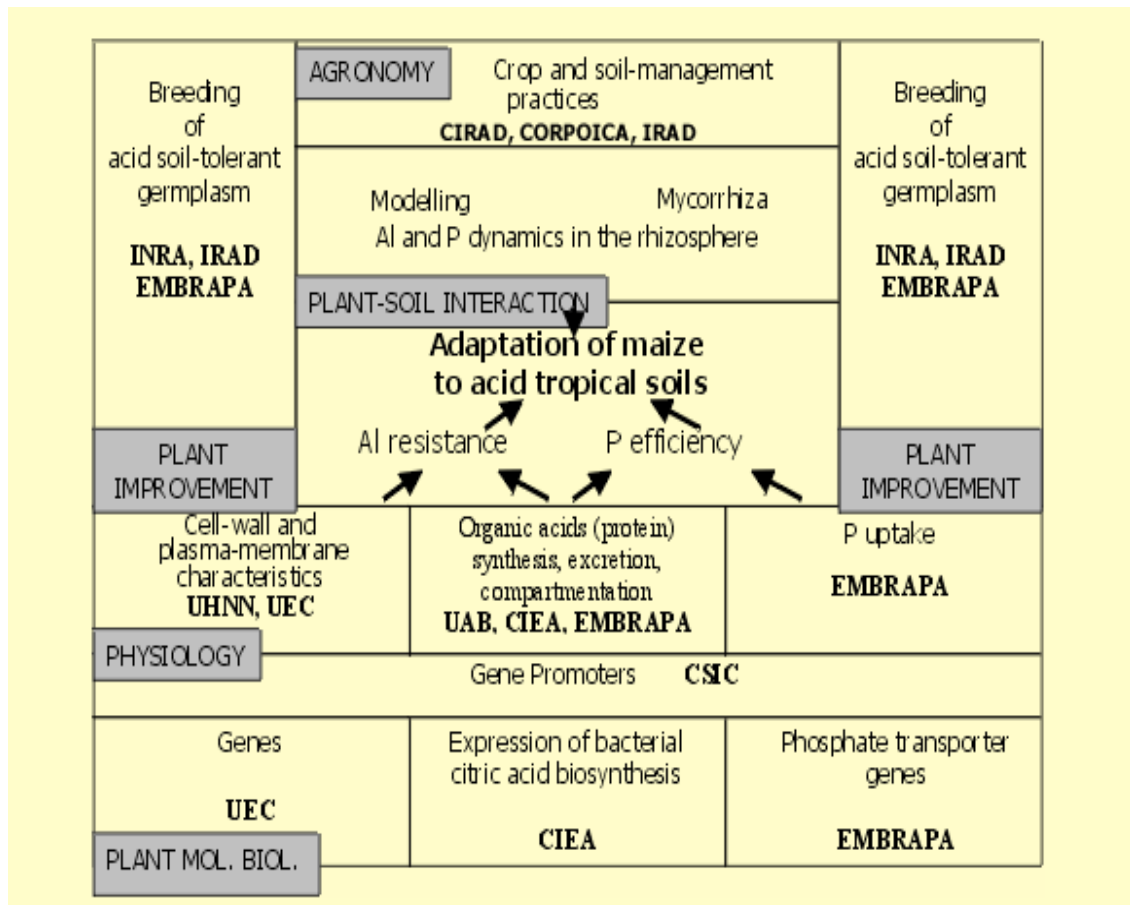 Breeding
of
acid soil-tolerant
germplasm
INRA, IRAD
EMBRAPA
PLANT
IMPROVEMENT
AGRONOMY
Crop and soil-management
practices
CIRAD, CORPOICA, IRAD
Modelling
Mycorrhiza
Al and P dynamics in the rhizosphere
PLANT-SOIL INTERACTION
Adaptation of maize
to acid tropical soils
Al resistance
P efficiency
Breeding
of
acid soil-tolerant
germplasm
INRA, IRAD
EMBRAPA
PLANT
IMPROVEMENT
Cell-wall and
plasma-membrane
characteristics
UHNN, UEC
Organic acids (protein)
synthesis, excretion,
compartmentation
UAB, CIEA, EMBRAPA
P uptake
EMBRAPA
PHYSIOLOGY
Gene Promoters CSIC
Genes
UEC
Expression of bacterial
citric acid biosynthesis
CIEA
Phosphate transporter
genes
EMBRAPA
PLANT MOL. BIOL.